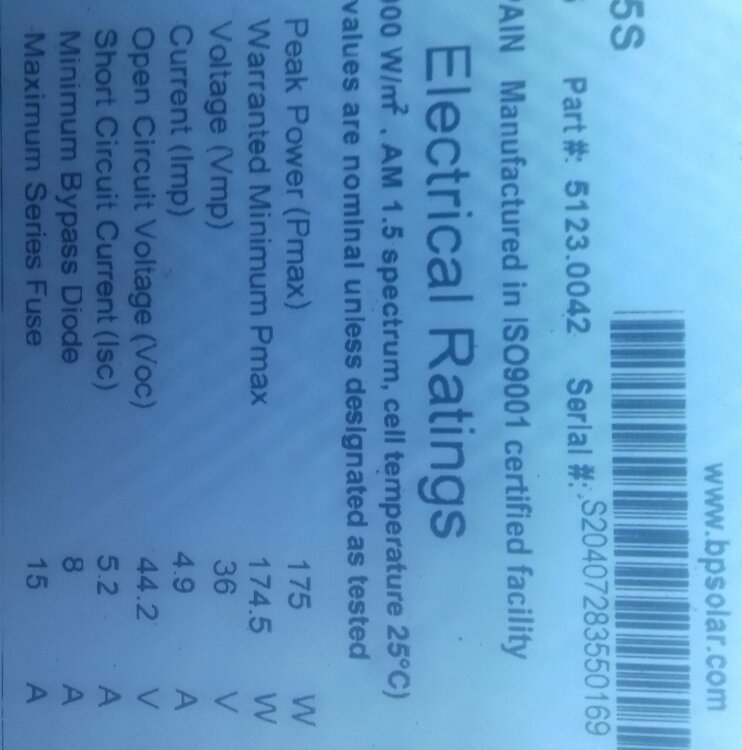 www.bpsolar.com
5S
Part #: 5123.0042 Serial #: S20407283550169
PAIN Manufactured in ISO9001 certified facility
Electrical Ratings
000 W/m², AM 1.5 spectrum, cell temperature 25°C)
values are nominal unless designated as tested
Peak Power (Pmax) 175 W
Warranted Minimum Pmax 174.5 W
Voltage (Vmp) 36 V
Current (Imp) 4.9 A
Open Circuit Voltage (Voc) 44.2 V
Short Circuit Current (Isc) 5.2 A
Minimum Bypass Diode 8 A
Maximum Series Fuse 15 A